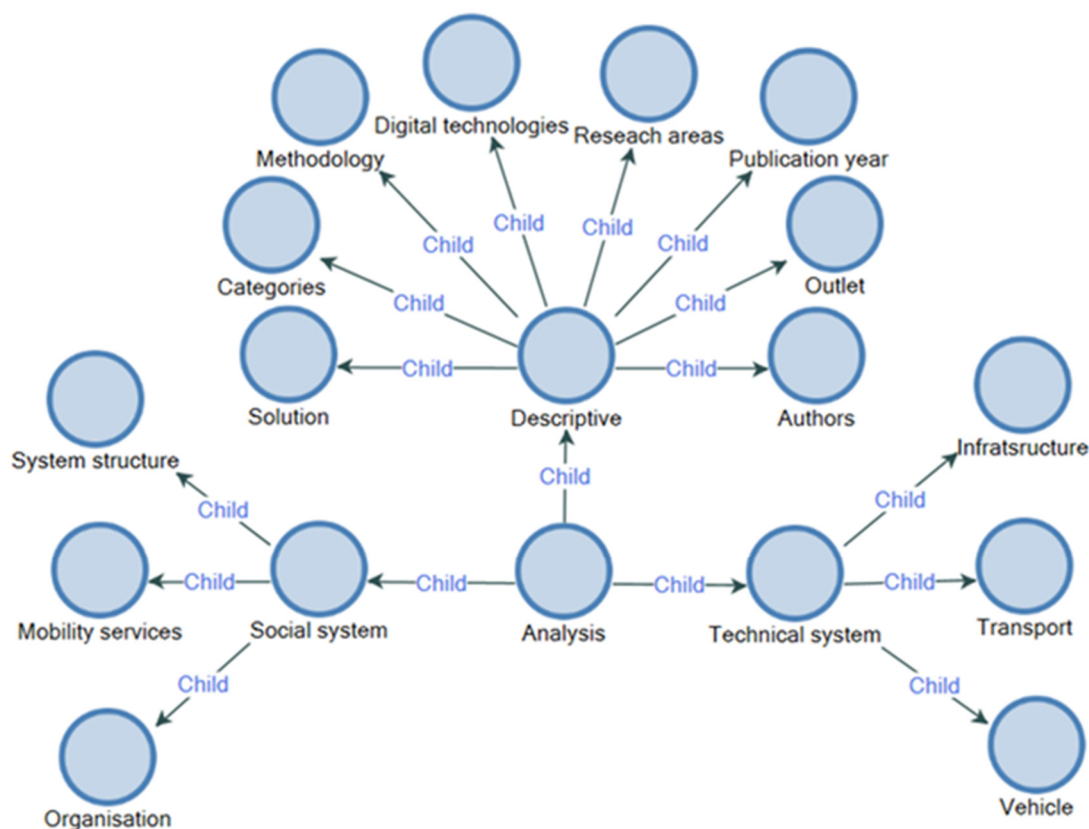 Digital technologies
Reseach areas
Methodology
Publication year
Child
Child
Child
Child
Categories
Outlet
Child
Child
Child
Child
Solution
Descriptive
Authors
System structure
Infratsructure
Child
Child
Child
Child
Child
Child
Child
Mobility services
Social system
Analysis
Technical system
Transport
Child
Child
Organisation
Vehicle